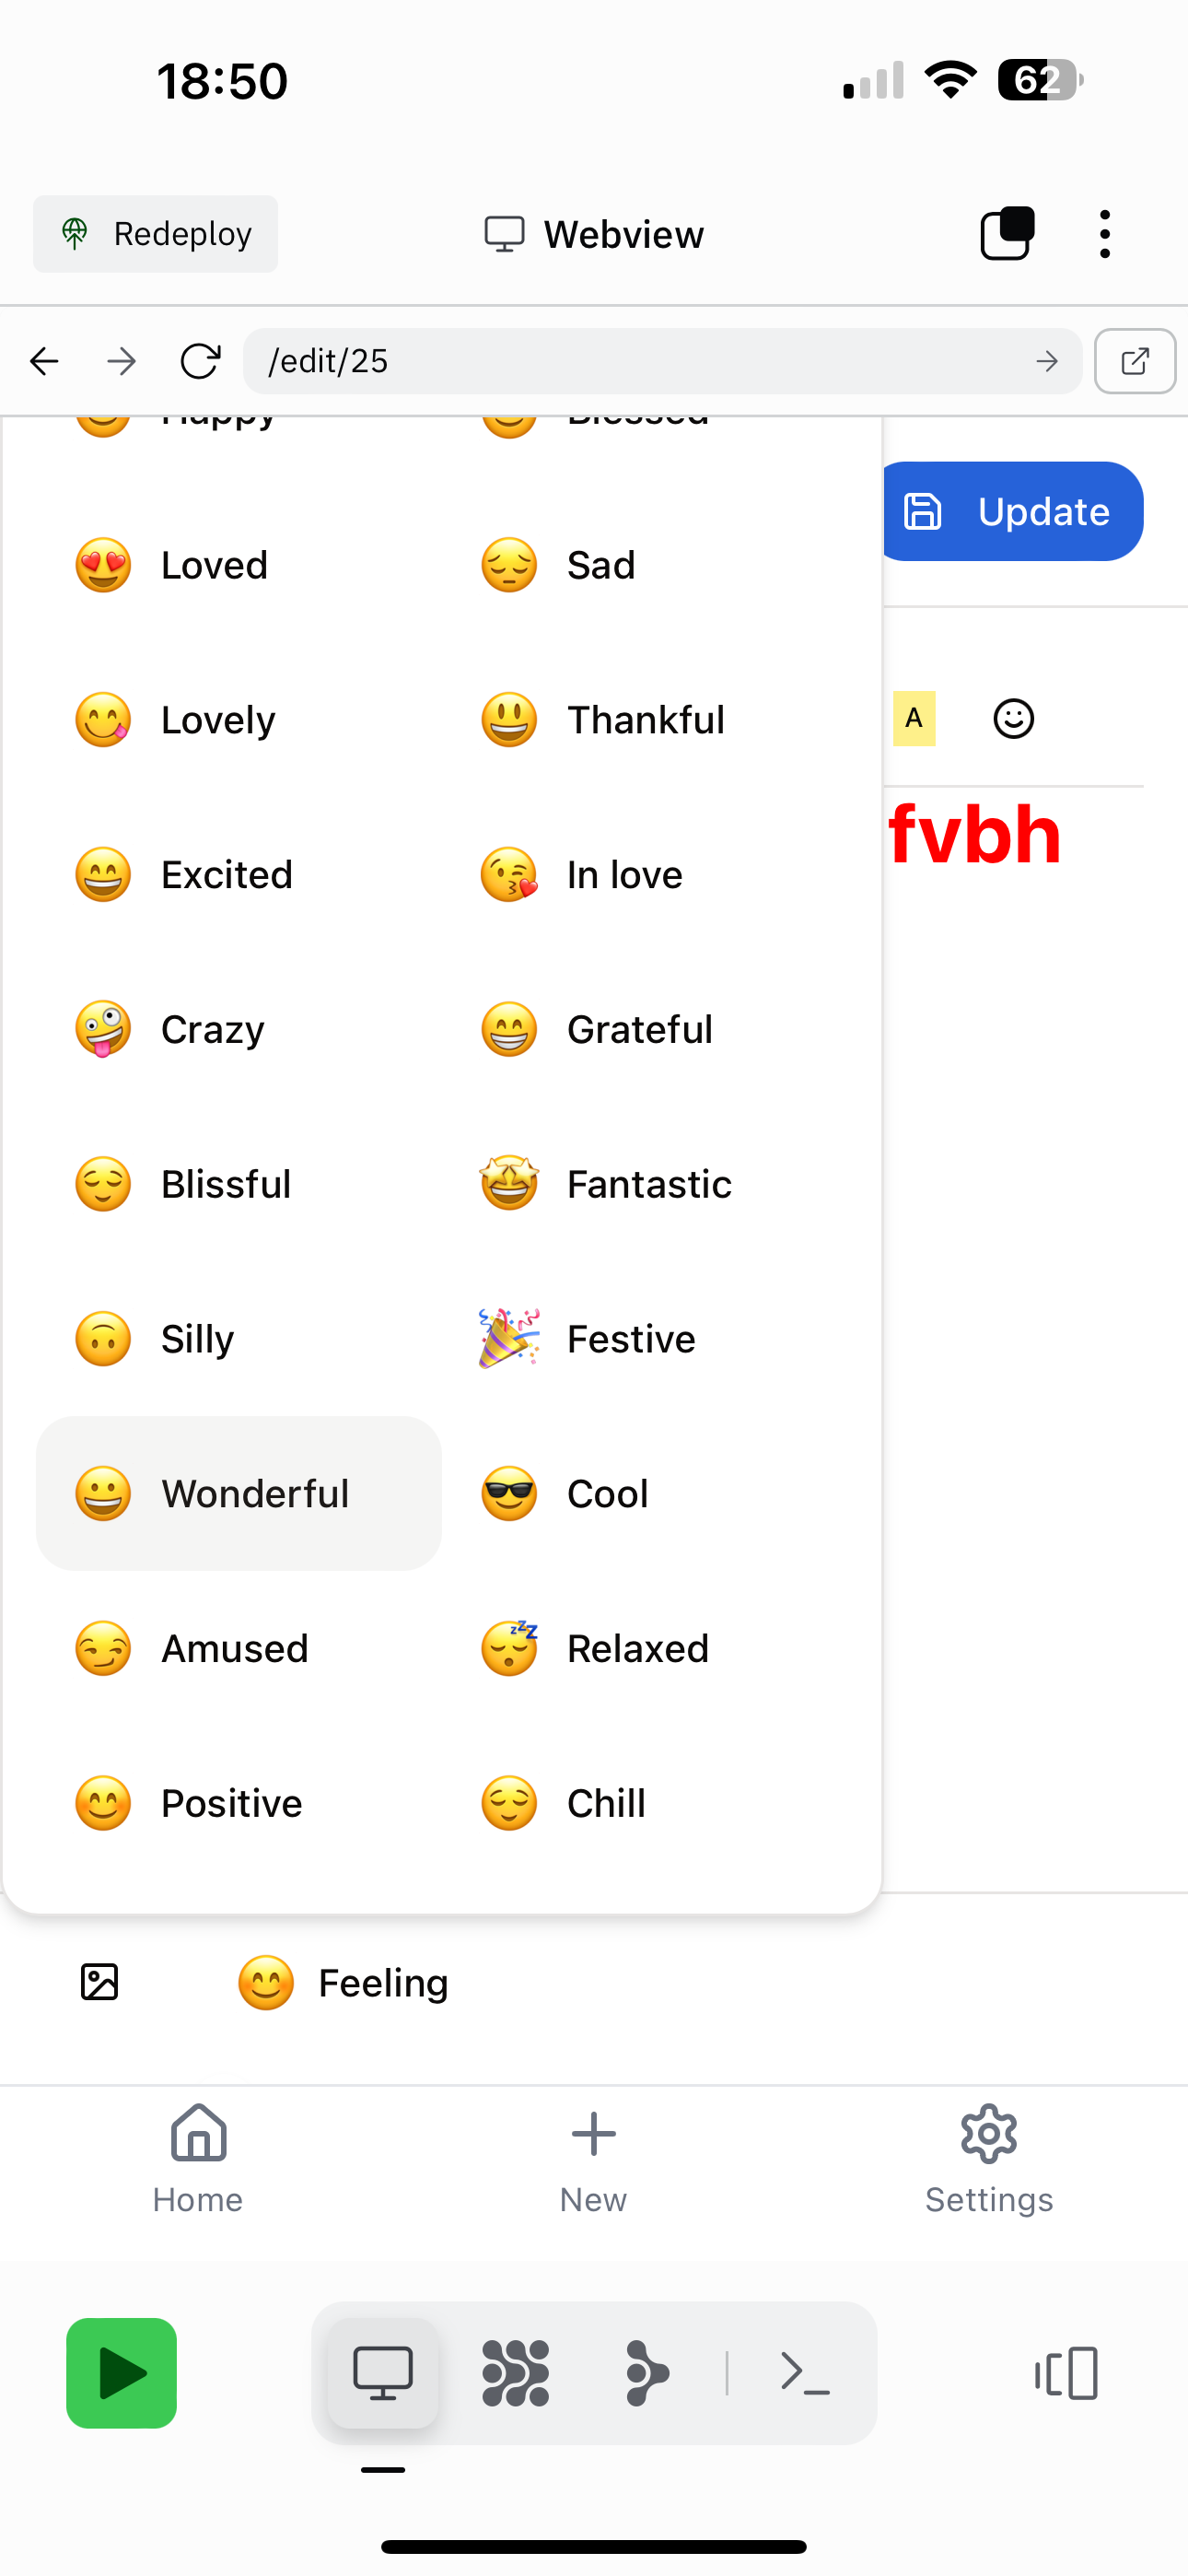 18:50
62
Redeploy
Webview
/edit/25
Happy
Blessed
Update
Loved
Sad
Lovely
Thankful
A
fvbh
Excited
In love
Crazy
Grateful
Blissful
Fantastic
Silly
Festive
Wonderful
Cool
Amused
Relaxed
Positive
Chill
Feeling
Home
New
Settings